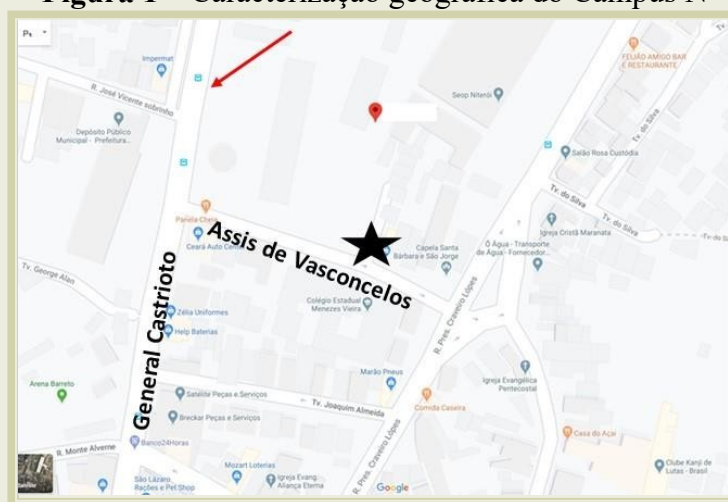 Figura 1 – Caracterização geográfica do Campus N
Impermat
R. José Vicente sobrinho
Depósito Público
Municipal - Prefeitura...
Panela Cheia
Ceará Auto Center
Assis de Vasconcelos
General Castrioto
Tv. George Alan
Zélia Uniformes
Help Baterias
Arena Barreto
Satélite Peças e Serviços
Breckar Peças e Serviços
R. Monte Alverne
Banco24Horas
São Lázaro,
Rações e Pet Shop
Mozart Loterias
Igreja Evang.
Aliança Eterna
Google
Seop Niterói
FEIJÃO AMIGO BAR
E RESTAURANTE
Tv. do Silva
Salão Rosa Custódia
Tv. do Silva
Tv. do Si
Igreja Cristã Maranata
Ó Água - Transporte
de Água - Fornecedor...
Capela Santa
Bárbara e São Jorge
Colégio Estadual
Menezes Vieira
R. Pres. Craveiro Lópes
Marão Pneus
Tv. Joaquim Almeida
Comida Caseira
R. Pres. Craveiro Lópes
Igreja Evangélica
Pentecostal
Casa do Açaí
Clube Kanji de
Lutas - Brasil